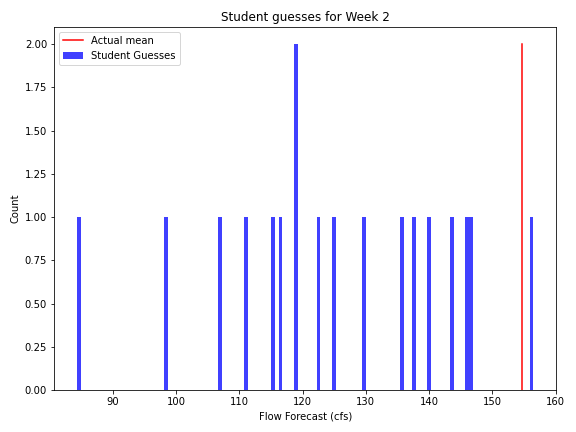 Student guesses for Week 2
Actual mean
Student Guesses
2.00
1.75
1.50
1.25
1.00
0.75
0.50
0.25
0.00
Count
90 100 110 120 130 140 150 160
Flow Forecast (cfs)